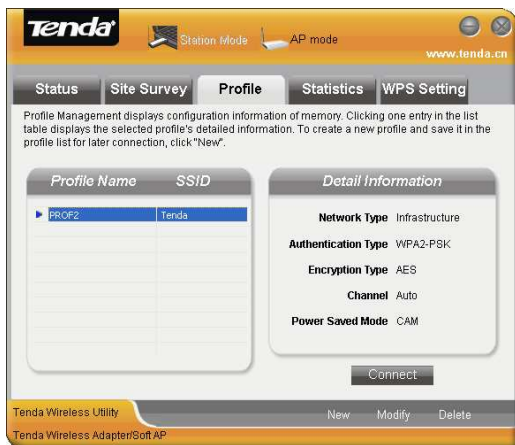 Tenda
Station Mode AP mode
www.tenda.cn
Status Site Survey Profile Statistics WPS Setting
Profile Management displays configuration information of memory. Clicking one entry in the list
table displays the selected profile's detailed information. To create a new profile and save it in the
profile list for later connection, click "New".
Profile Name SSID
PROF2 Tenda
Detail Information
Network Type Infrastructure
Authentication Type WPA2-PSK
Encryption Type AES
Channel Auto
Power Saved Mode CAM
Connect
Tenda Wireless Utility
New Modify Delete
Tenda Wireless Adapter/Soft AP